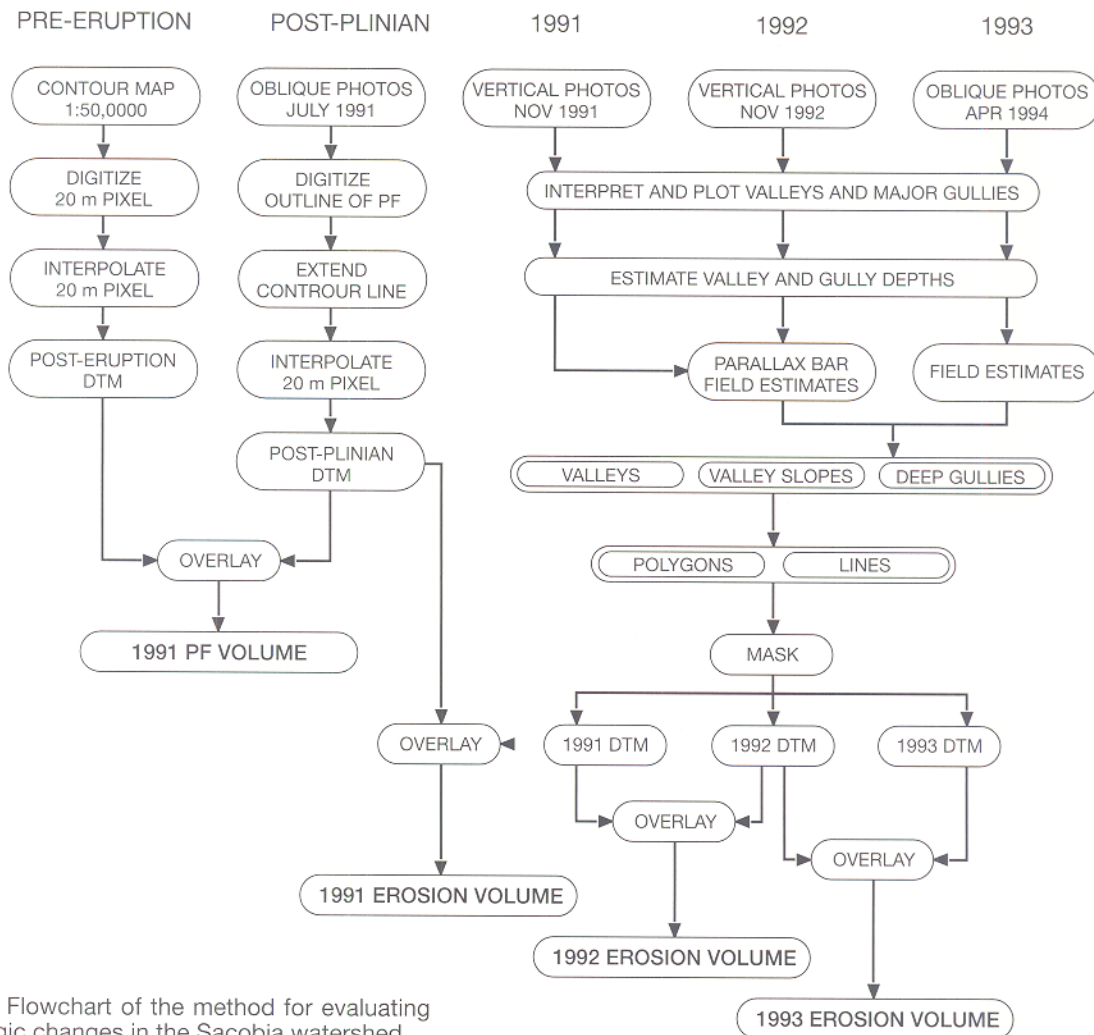 PRE-ERUPTION
POST-PLINIAN
1991
1992
1993
CONTOUR MAP
1:50,0000
OBLIQUE PHOTOS
JULY 1991
VERTICAL PHOTOS
NOV 1991
VERTICAL PHOTOS
NOV 1992
OBLIQUE PHOTOS
APR 1994
DIGITIZE
20 m PIXEL
DIGITIZE
OUTLINE OF PF
INTERPRET AND PLOT VALLEYS AND MAJOR GULLIES
INTERPOLATE
20 m PIXEL
EXTEND
CONTROUR LINE
ESTIMATE VALLEY AND GULLY DEPTHS
POST-ERUPTION
DTM
INTERPOLATE
20 m PIXEL
PARALLAX BAR
FIELD ESTIMATES
FIELD ESTIMATES
POST-PLINIAN
DTM
VALLEYS
VALLEY SLOPES
DEEP GULLIES
OVERLAY
POLYGONS
LINES
1991 PF VOLUME
MASK
OVERLAY
1991 DTM
1992 DTM
1993 DTM
OVERLAY
OVERLAY
1991 EROSION VOLUME
1992 EROSION VOLUME
1993 EROSION VOLUME
Flowchart of the method for evaluating
gic changes in the Sacobia watershed